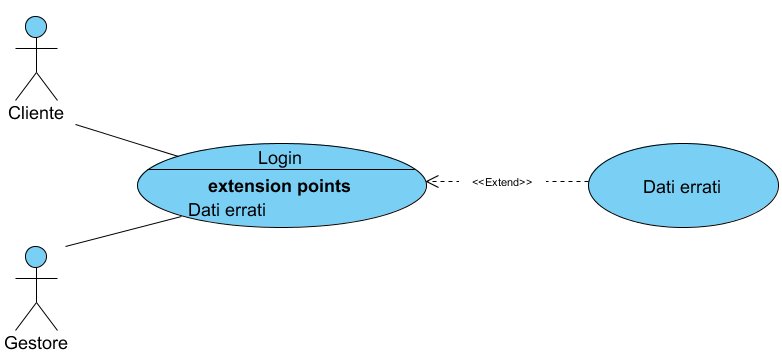 Cliente
Login
extension points
Dati errati
<<Extend>>
Dati errati
Gestore